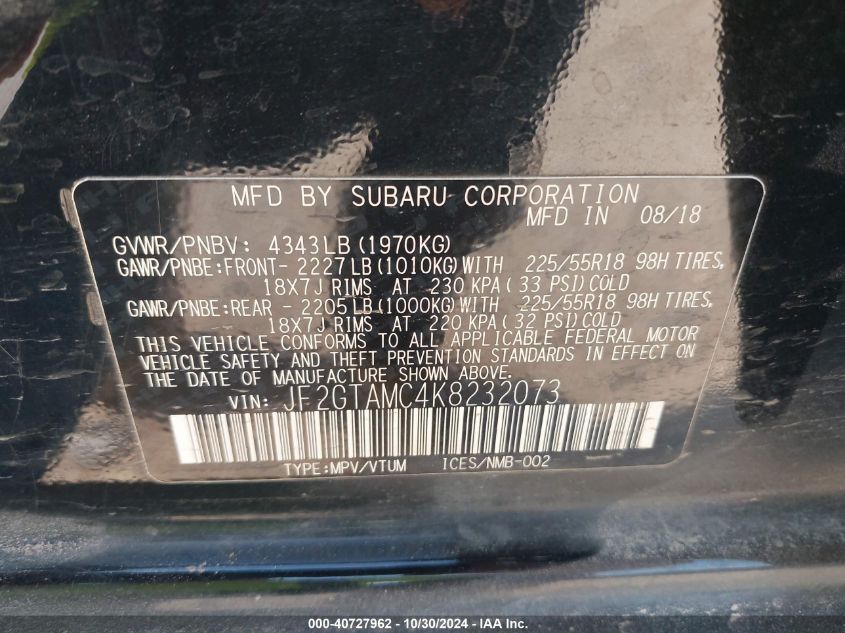 MFD BY SUBARU CORPORATION
MFD IN 08/18
GVWR/PNBV: 4343LB (1970KG)
GAWR/PNBE:FRONT- 2227LB (1010KG) WITH 225/55R18 98H TIRES,
18X7J RIMS AT 230 KPA ( 33 PSI) COLD
GAWR/PNBE:REAR - 2205LB (1000KG) WITH 225/55R18 98H TIRES,
18X7J RIMS AT 220 KPA ( 32 PSI) COLD
THIS VEHICLE CONFORMS TO ALL APPLICABLE FEDERAL MOTOR
VEHICLE SAFETY AND THEFT PREVENTION STANDARDS IN EFFECT ON
THE DATE OF MANUFACTURE SHOWN ABOVE.
VIN: JF2GTAMC4K8232073
TYPE:MPV/VTUM ICES/NMB-002
000-40727962 - 10/30/2024 - IAA Inc.